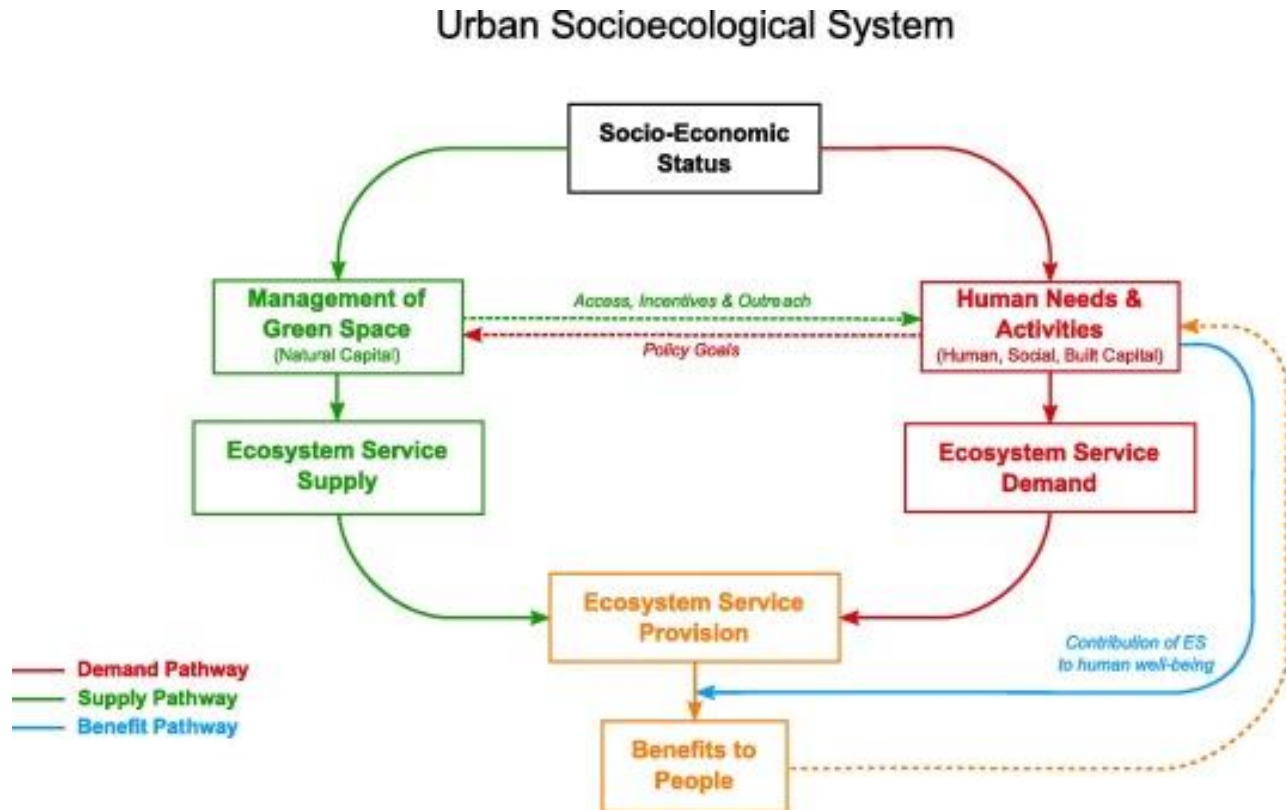 Urban Socioecological System
Socio-Economic
Status
Management of
Green Space
(Natural Capital)
Access, Incentives & Outreach
Policy Goals
Human Needs &
Activities
(Human, Social, Built Capital)
Ecosystem Service
Supply
Ecosystem Service
Demand
Ecosystem Service
Provision
Contribution of ES
to human well-being
Demand Pathway
Supply Pathway
Benefit Pathway
Benefits to
People